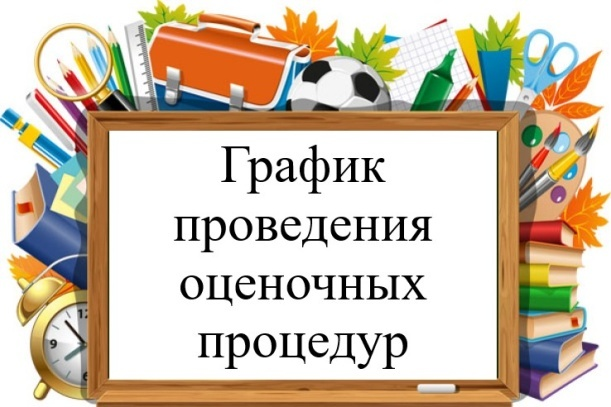 График
проведения
оценочных
процедур